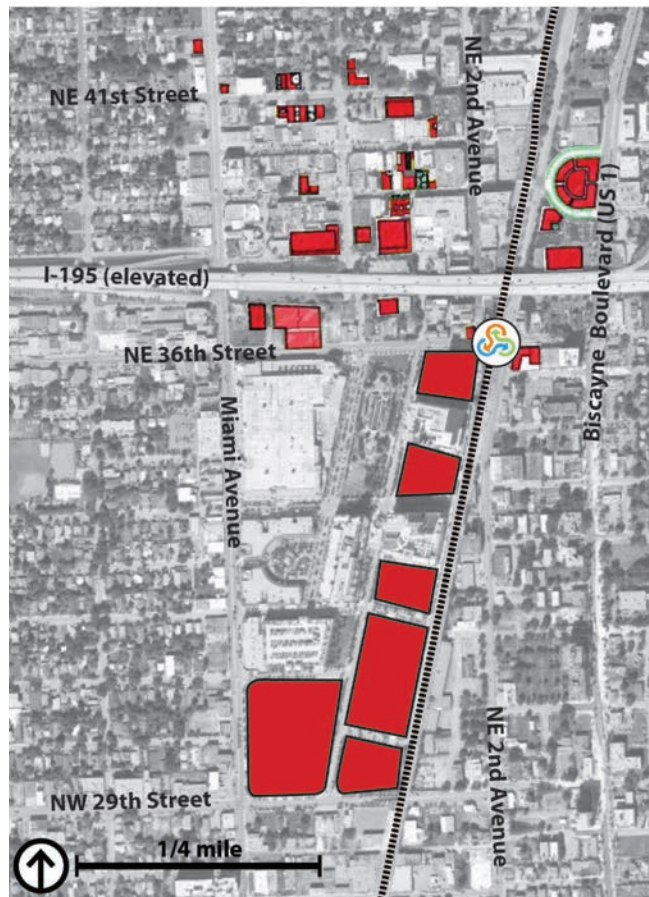 NE 2nd Avenue
NE 41st Street
Biscayne Boulevard (US 1)
I-195 (elevated)
NE 36th Street
Miami Avenue
NE 2nd Avenue
NW 29th Street
1/4 mile